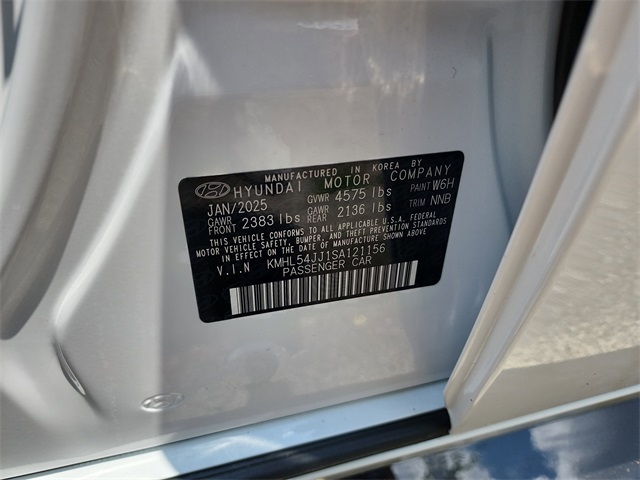 MANUFACTURED IN KOREA BY
HYUNDAI MOTOR COMPANY
JAN/2025 GVWR 4575 lbs PAINT W6H
GAWR FRONT 2383 lbs GAWR REAR 2136 lbs TRIM NNB
THIS VEHICLE CONFORMS TO ALL APPLICABLE U.S.A. FEDERAL
MOTOR VEHICLE SAFETY, BUMPER, AND THEFT PREVENTION STANDARDS
IN EFFECT ON THE DATE OF MANUFACTURE SHOWN ABOVE.
V.I.N KMHL54JJ1SA121156
PASSENGER CAR